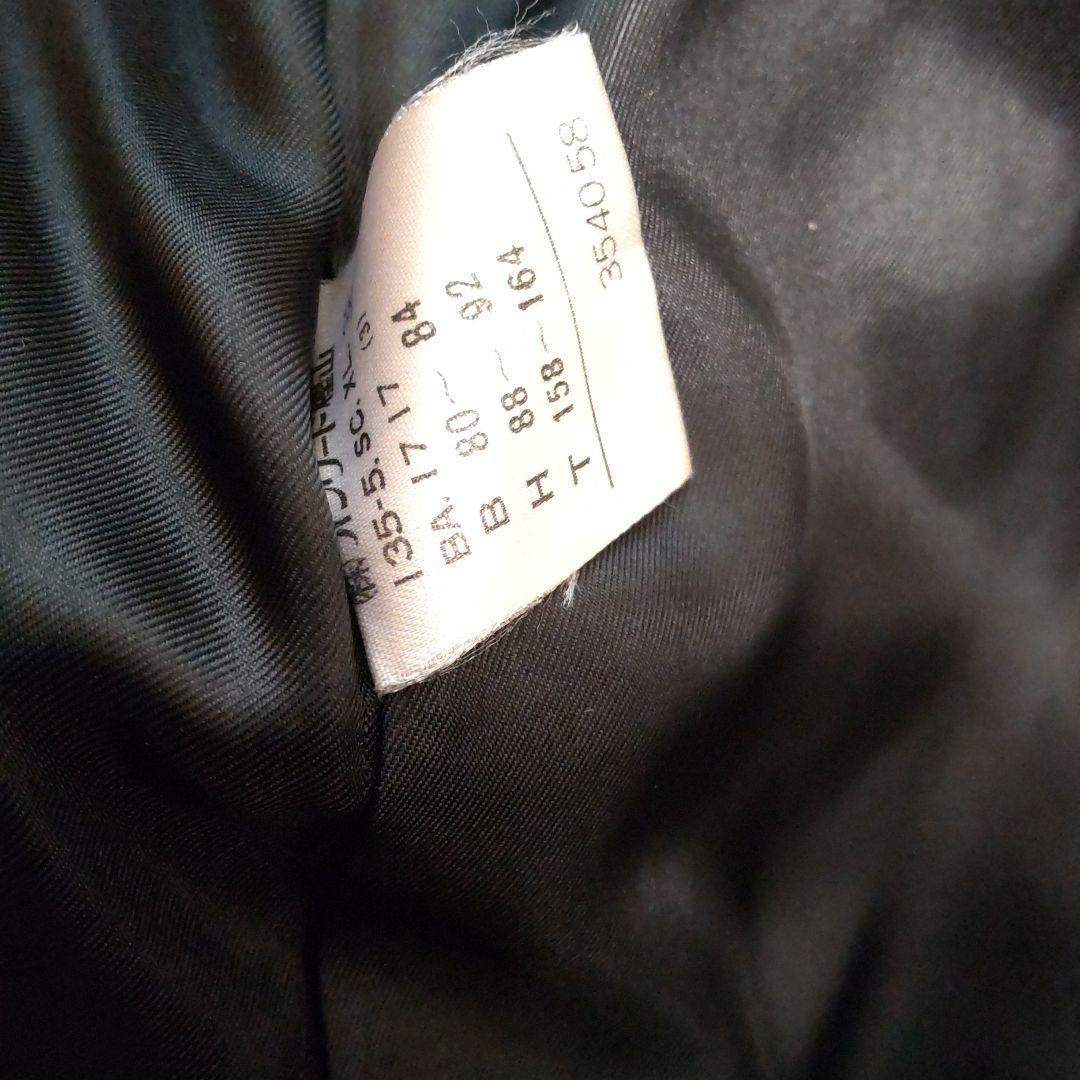 135-5. SC. XL-
BA. 17 17
B 80～84
H 88～92
T 158～164
354058